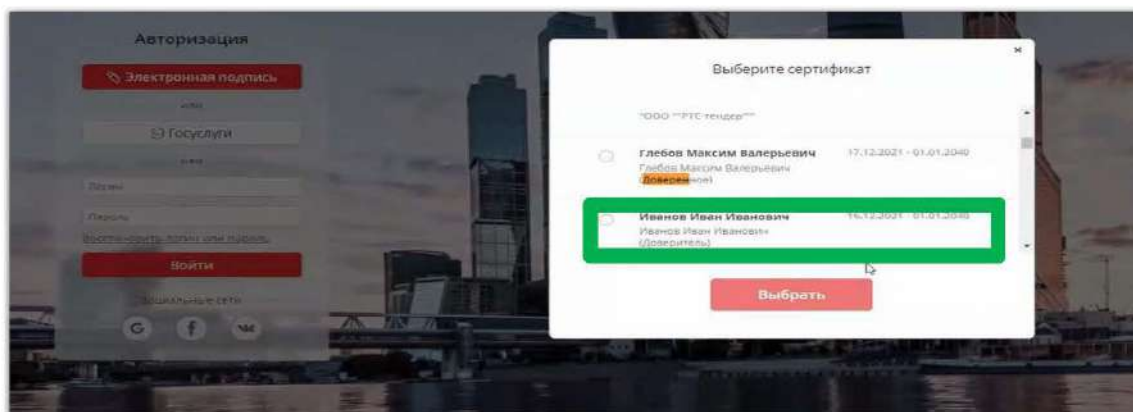 Авторизация
Электронная подпись
или
Госуслуги
или
Логин
Пароль
Восстановить логин или пароль
Войти
Социальные сети
G f
Выберите сертификат
"ООО ""РТС-тендер"""
Глебов Максим Валерьевич 17.12.2021 - 01.01.2040
Глебов Максим Валерьевич
(Доверенное)
Иванов Иван Иванович 16.12.2021 - 01.01.2040
Иванов Иван Иванович
(Доверитель)
Выбрать